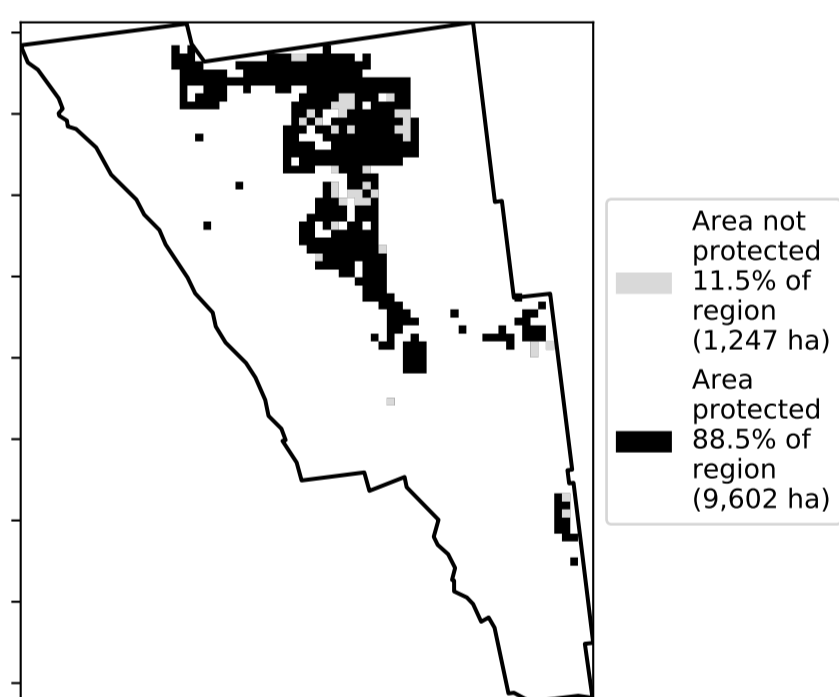 Area not
protected
11.5% of
region
(1,247 ha)
Area
protected
88.5% of
region
(9,602 ha)